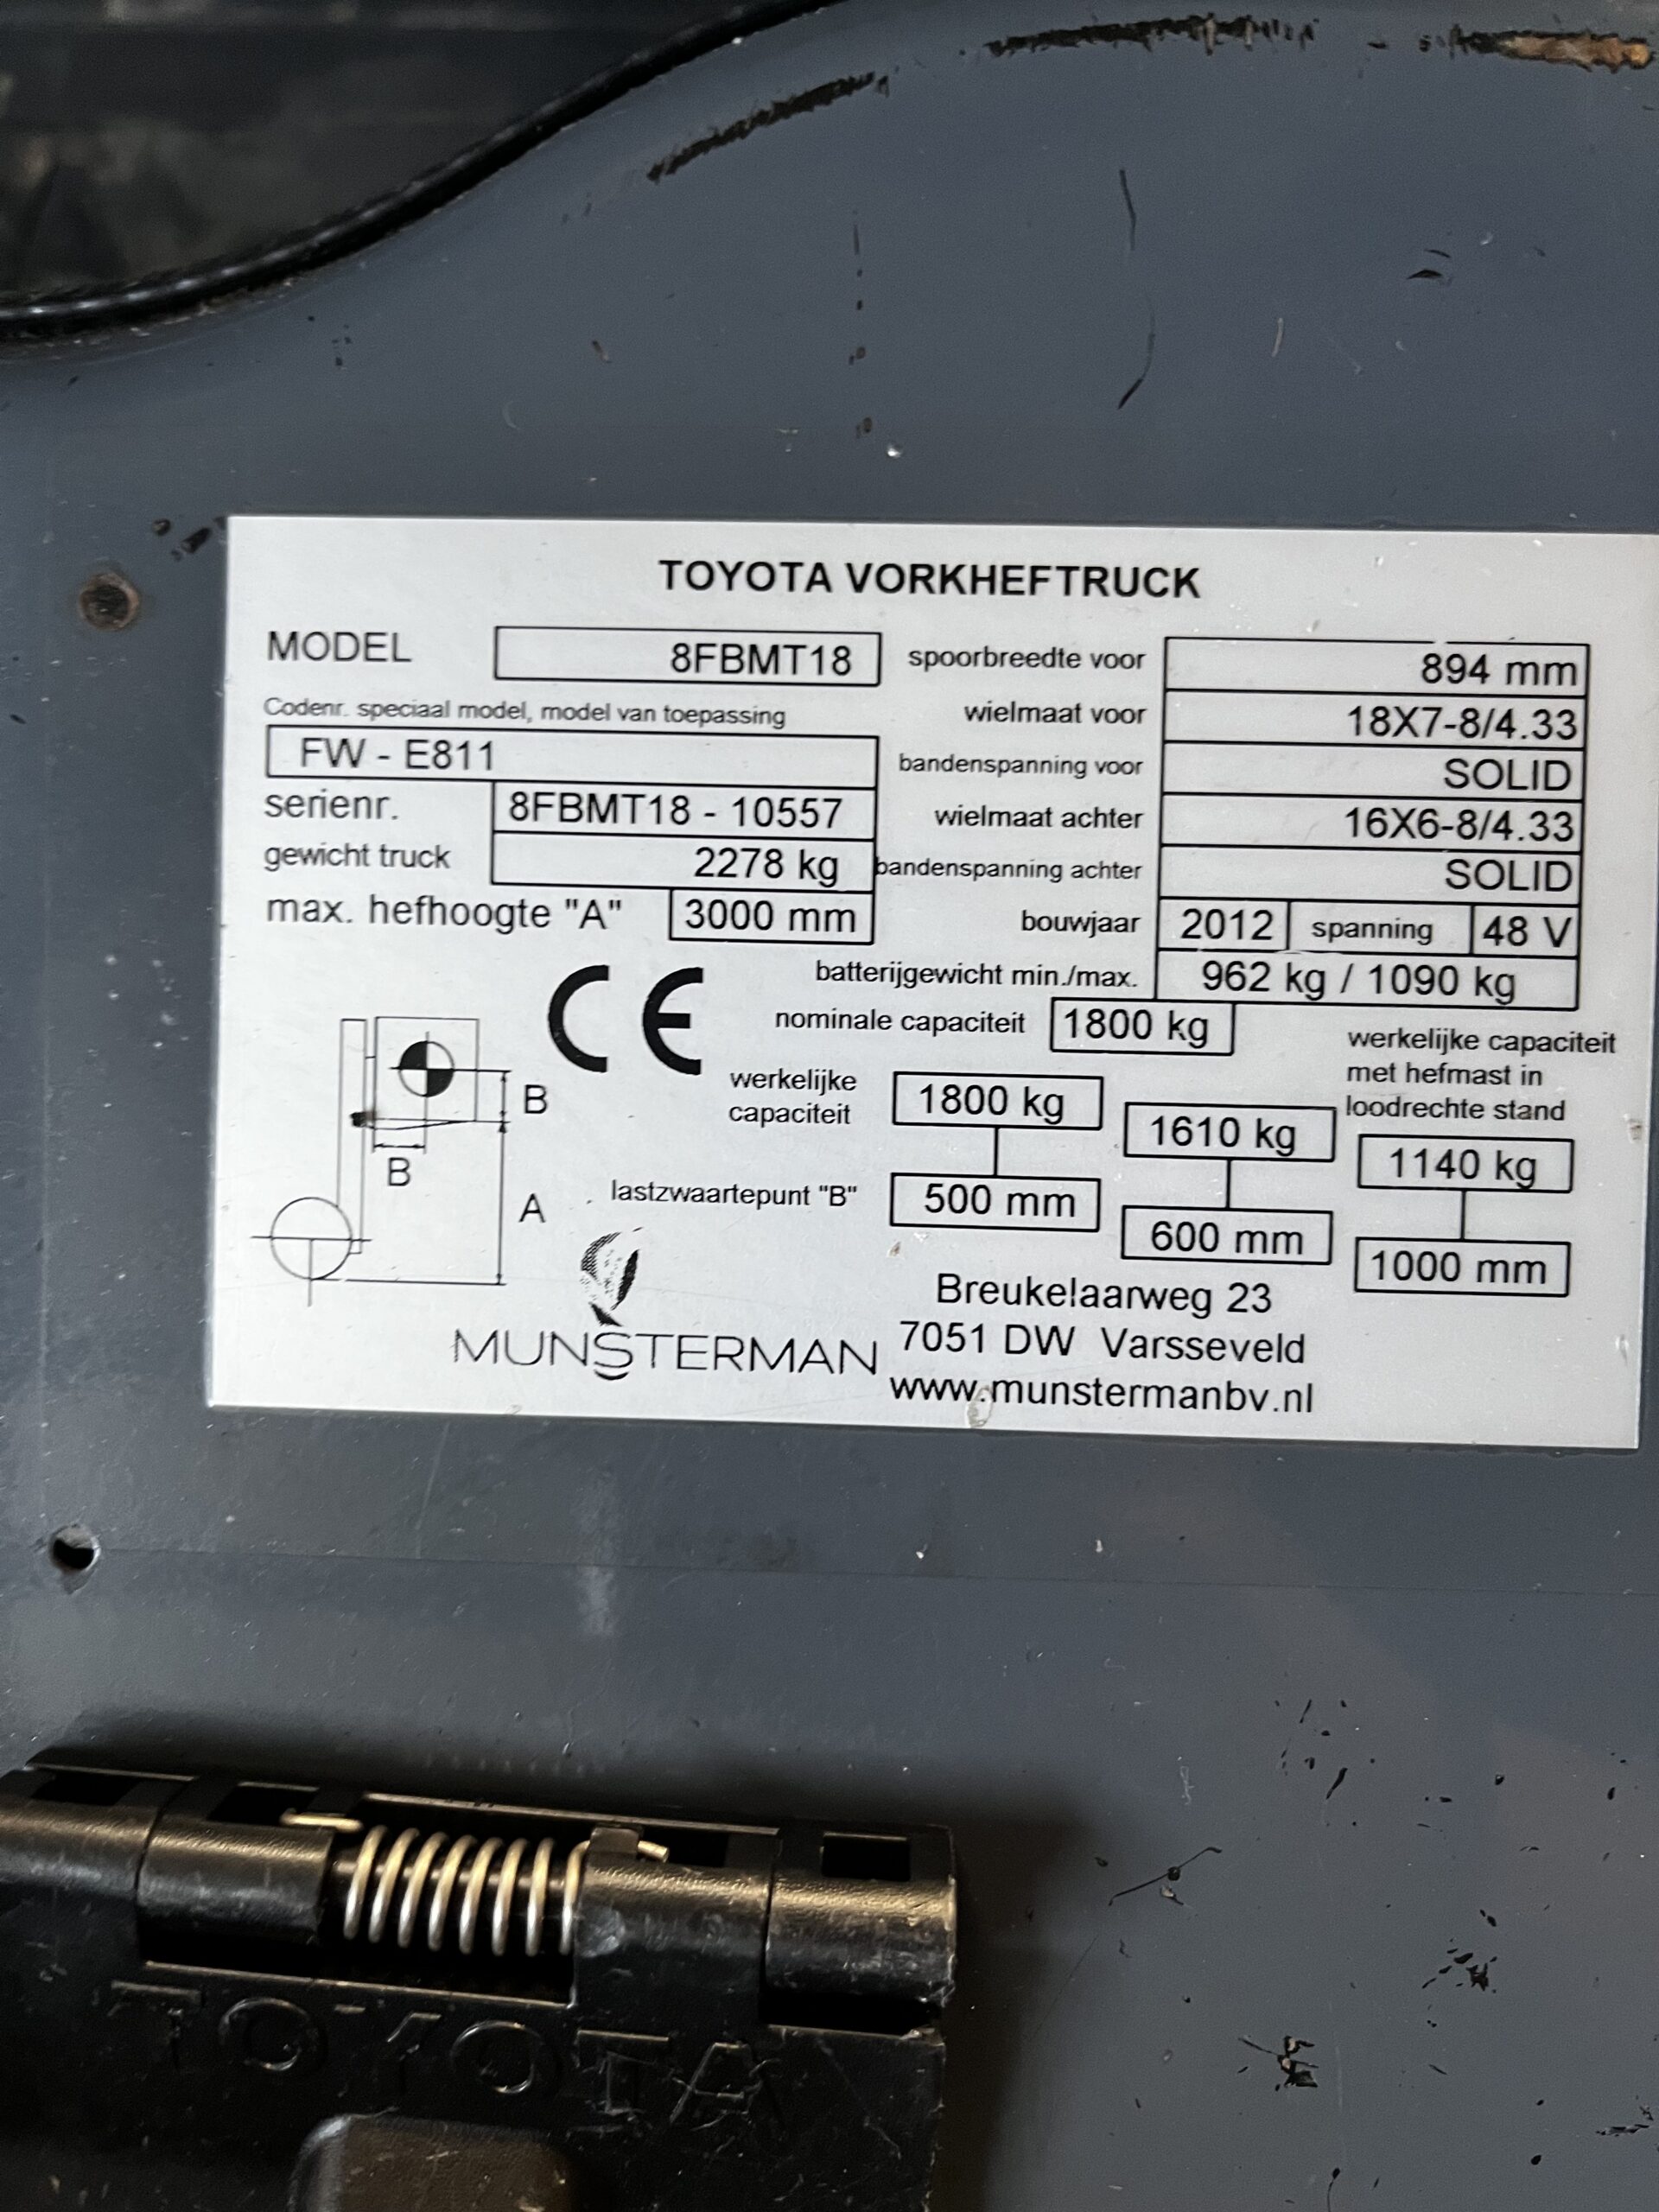 TOYOTA VORKHEFTRUCK
MODEL 8FBMT18
Codenr. speciaal model, model van toepassing
FW - E811
serienr. 8FBMT18 - 10557
gewicht truck 2278 kg
max. hefhoogte "A" 3000 mm
spoorbreedte voor 894 mm
wielmaat voor 18X7-8/4.33
bandenspanning voor SOLID
wielmaat achter 16X6-8/4.33
bandenspanning achter SOLID
bouwjaar 2012 spanning 48 V
batterijgewicht min./max. 962 kg / 1090 kg
nominale capaciteit 1800 kg
werkelijke capaciteit
met hefmast in
loodrechte stand
CE
B
B
A
werkelijke
capaciteit
1800 kg 1610 kg 1140 kg
lastzwaartepunt "B" 500 mm 600 mm 1000 mm
MUNSTERMAN
Breukelaarweg 23
7051 DW Varsseveld
www.munstermanbv.nl
TOYOTA